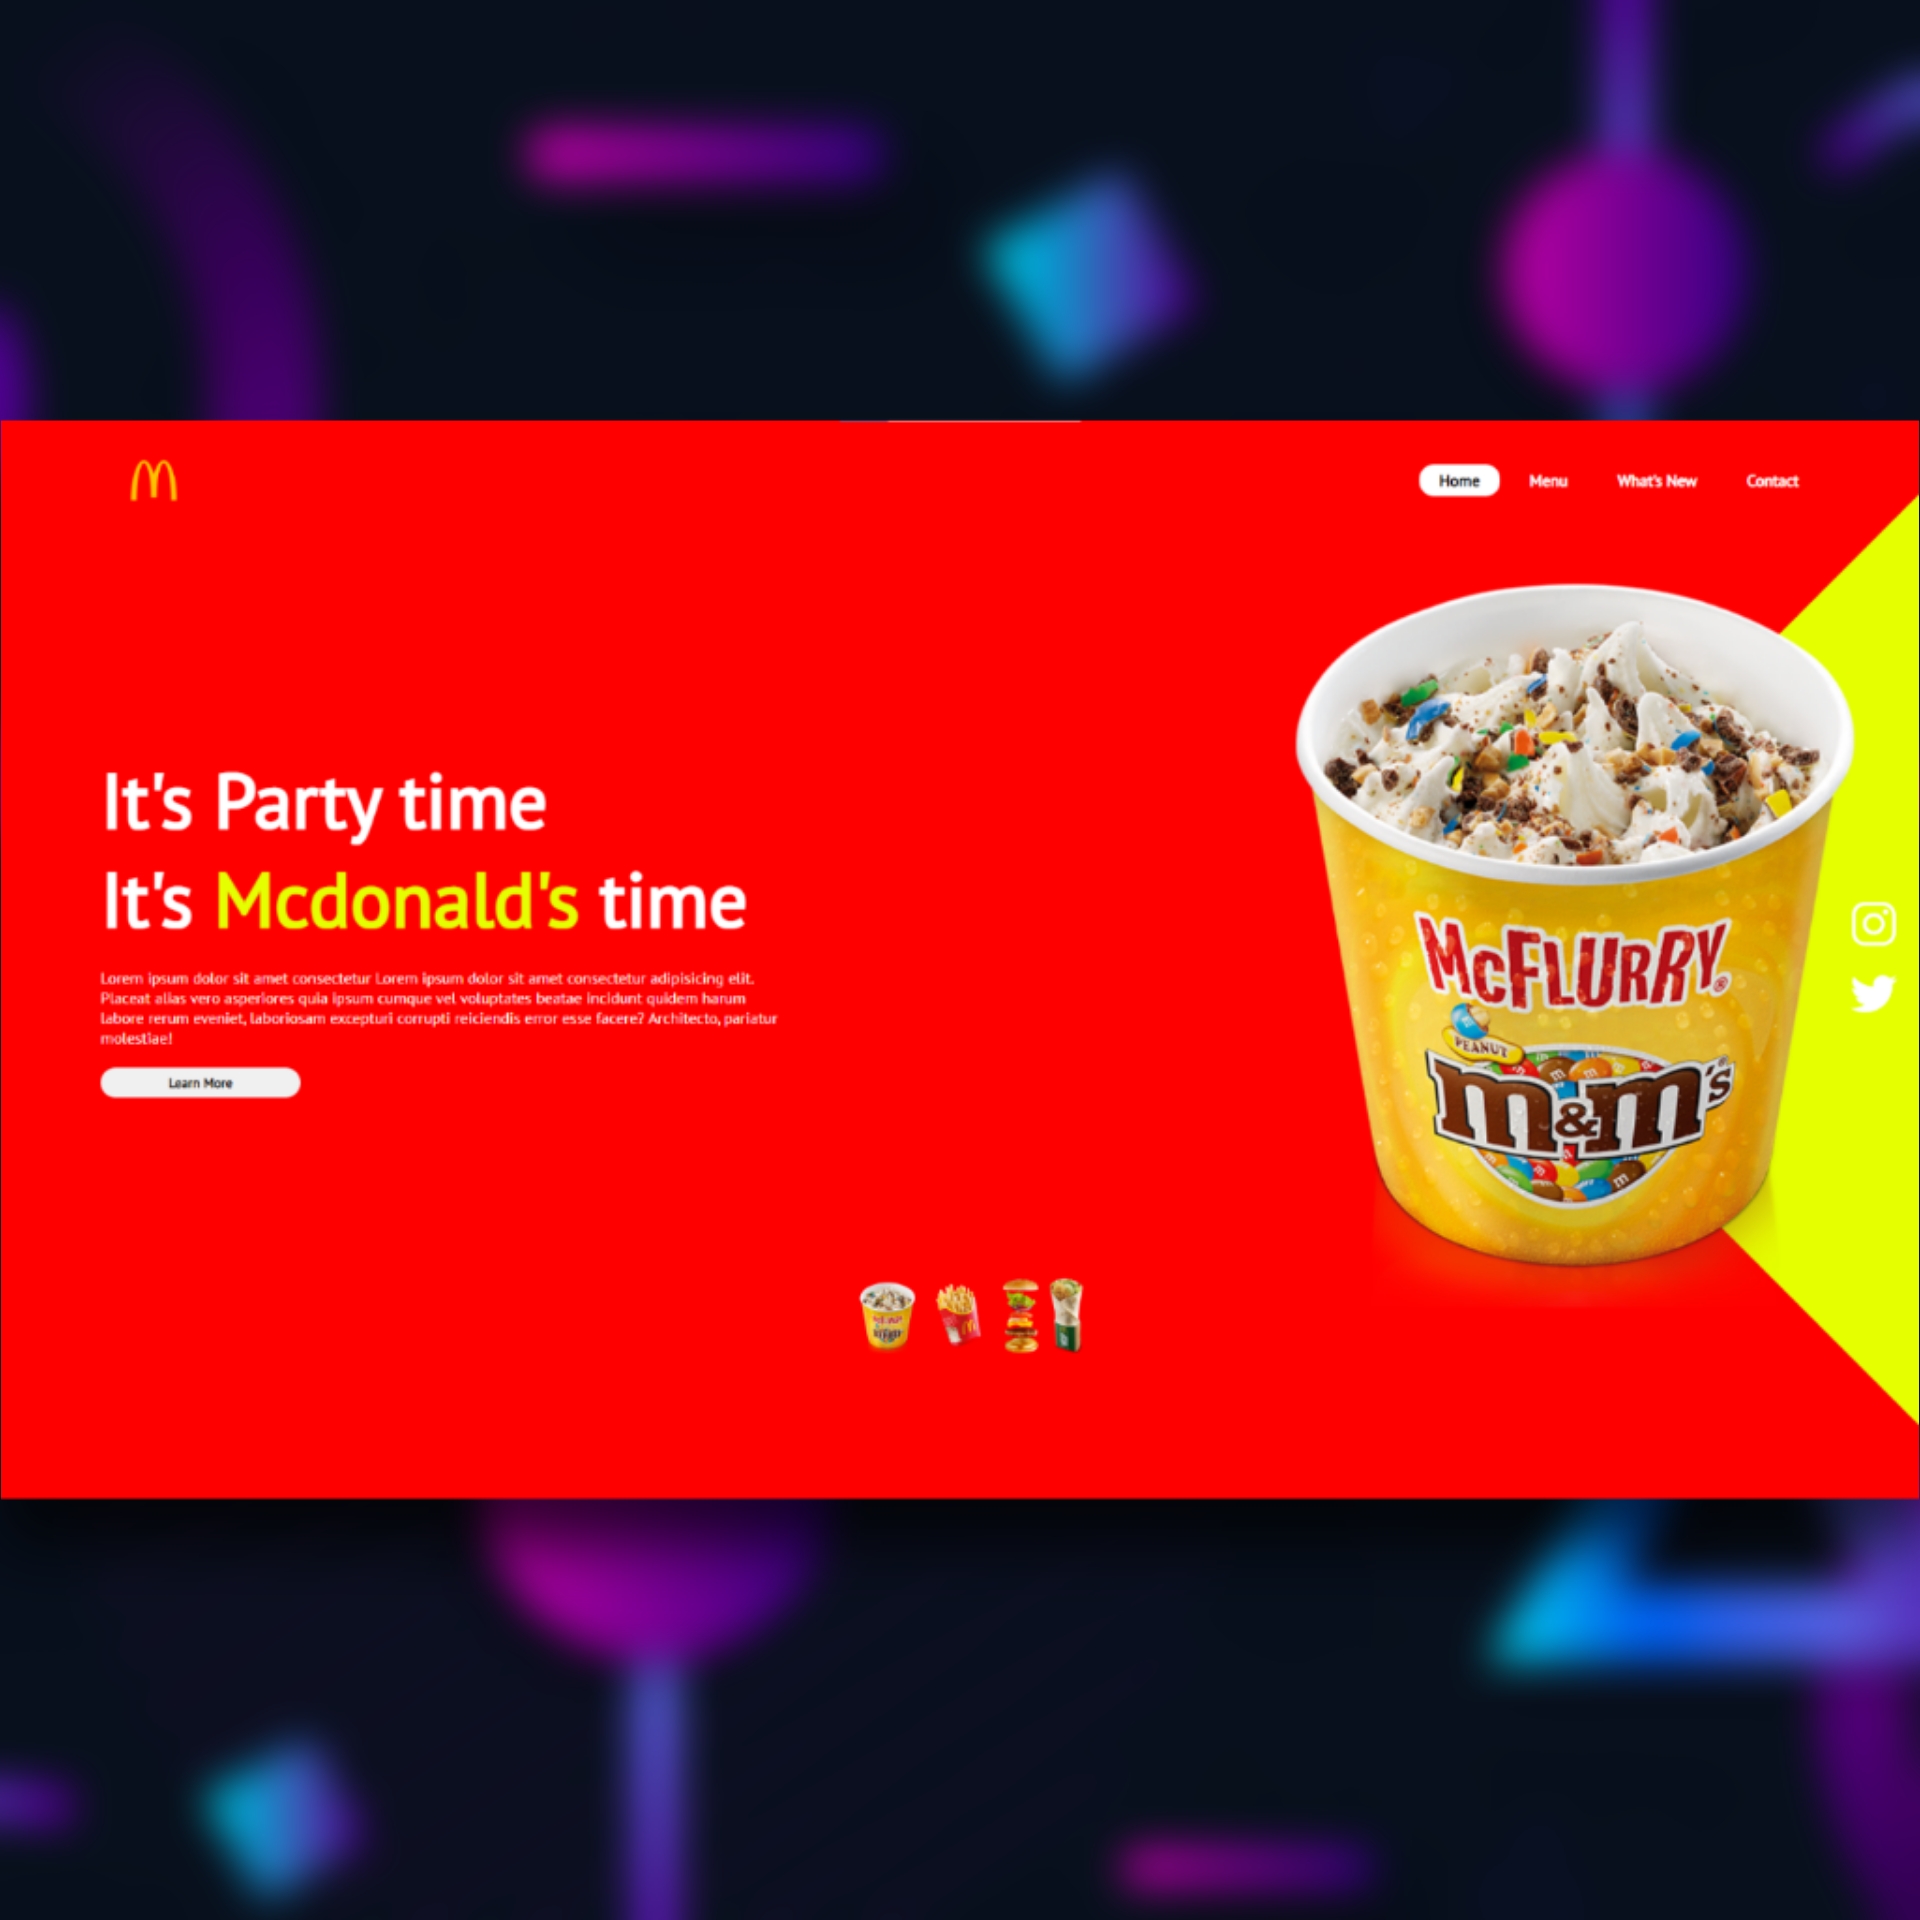 Home Menu What's New Contact
It's Party time
It's Mcdonald's time
Lorem ipsum dolor sit amet consectetur Lorem ipsum dolor sit amet consectetur adipisicing elit.
Placeat alias vero asperiores quia ipsum cumque vel voluptates beatae incidunt quidem harum
labore rerum eveniet, laboriosam excepturi corrupti reiciendis error esse facere? Architecto, pariatur
molestiae!
Learn More
McFLURRY®
PEANUT
m&m's